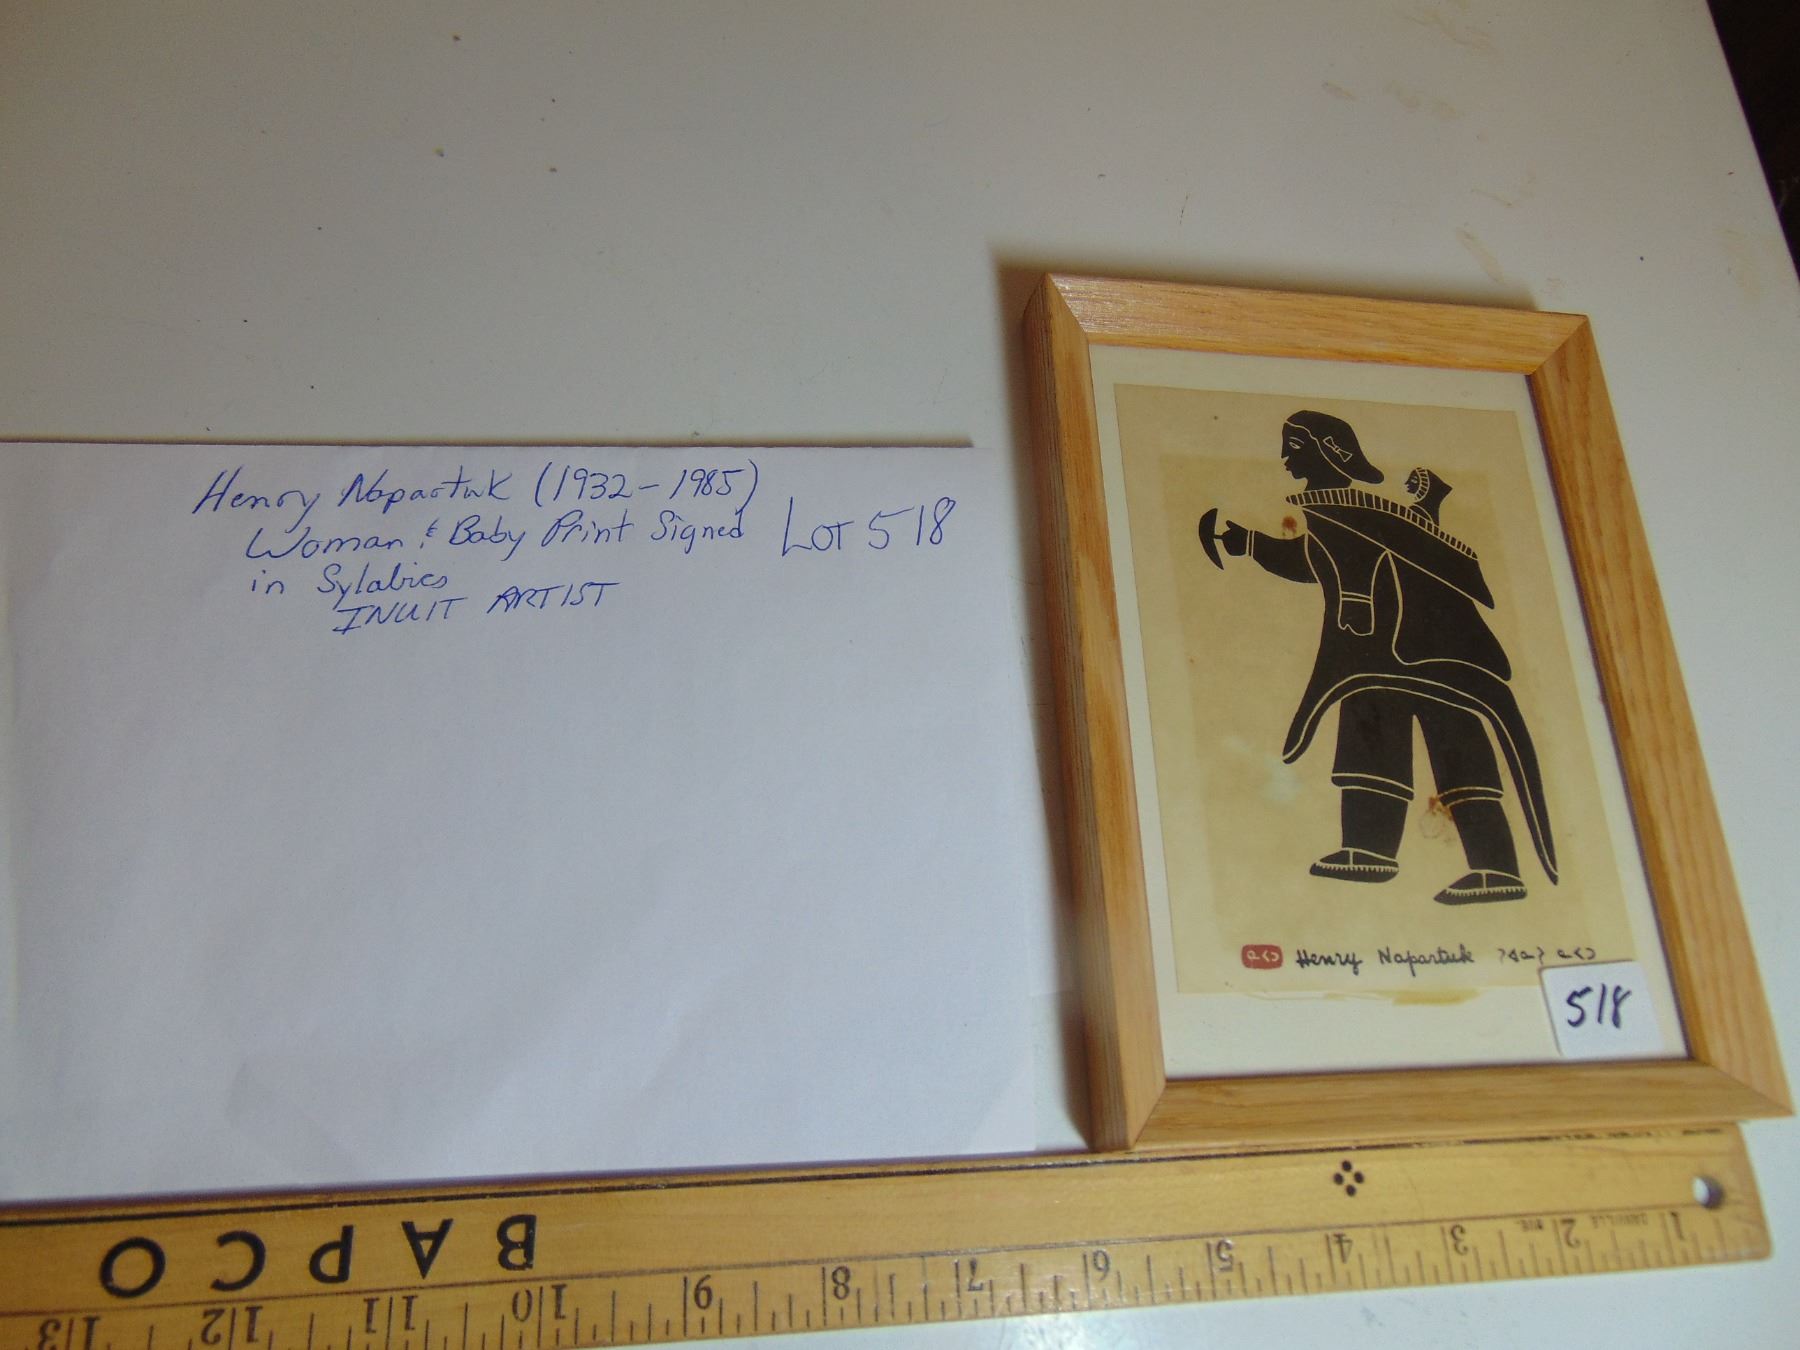 Henry Napartuk (1932-1985)
Woman & Baby Print Signed
in Sylabics
INUIT ARTIST
Lot 518
Henry Napartuk
518
BAPCO
1 2 3 4 5 6 7 8 9 10 11 12 13